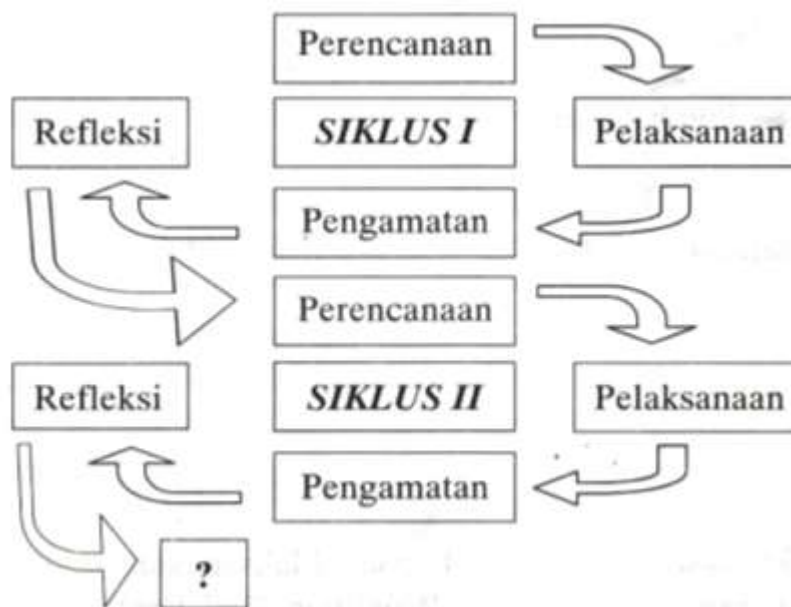 Perencanaan
Refleksi
SIKLUS I
Pelaksanaan
Pengamatan
Perencanaan
Refleksi
SIKLUS II
Pelaksanaan
Pengamatan
?